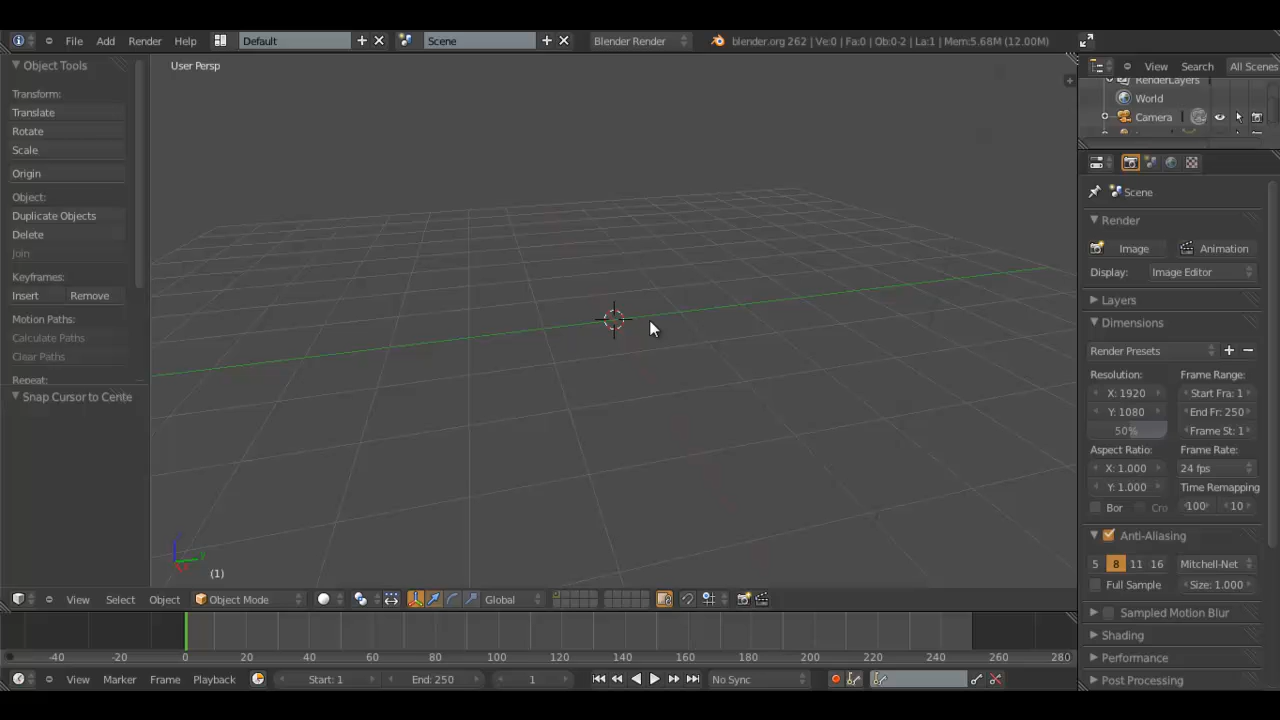 File Add Render Help Default Scene Blender Render blender.org 262 | Ve:0 | Fa:0 | Ob:0-2 | La:1 | Mem:5.68M (12.00M)
Object Tools
Transform:
Translate
Rotate
Scale
Origin
Object:
Duplicate Objects
Delete
Join
Keyframes:
Insert Remove
Motion Paths:
Calculate Paths
Clear Paths
Repeat:
Snap Cursor to Cente
User Persp
(1)
View Select Object Object Mode Global
-40 -20 0 20 40 60 80 100 120 140 160 180 200 220 240 260 280
View Marker Frame Playback Start: 1 End: 250 1 No Sync
View Search All Scenes
RenderLayers
World
Camera
Scene
Render
Image Animation
Display: Image Editor
Layers
Dimensions
Render Presets
Resolution: Frame Range:
X: 1920 Start Fra: 1
Y: 1080 End Fr: 250
50% Frame St: 1
Aspect Ratio: Frame Rate:
X: 1.000 24 fps
Y: 1.000 Time Remapping
Bor Cro 100 10
Anti-Aliasing
5 8 11 16 Mitchell-Net
Full Sample Size: 1.000
Sampled Motion Blur
Shading
Performance
Post Processing